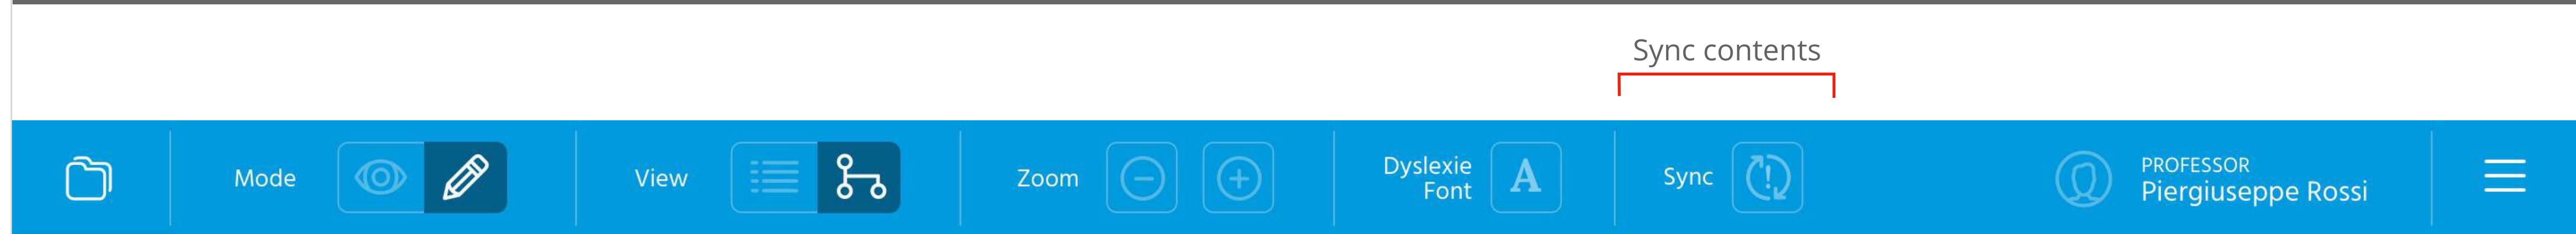 Sync contents
Mode
View
Zoom
Dyslexie
Font
A
Sync
PROFESSOR
Piergiuseppe Rossi